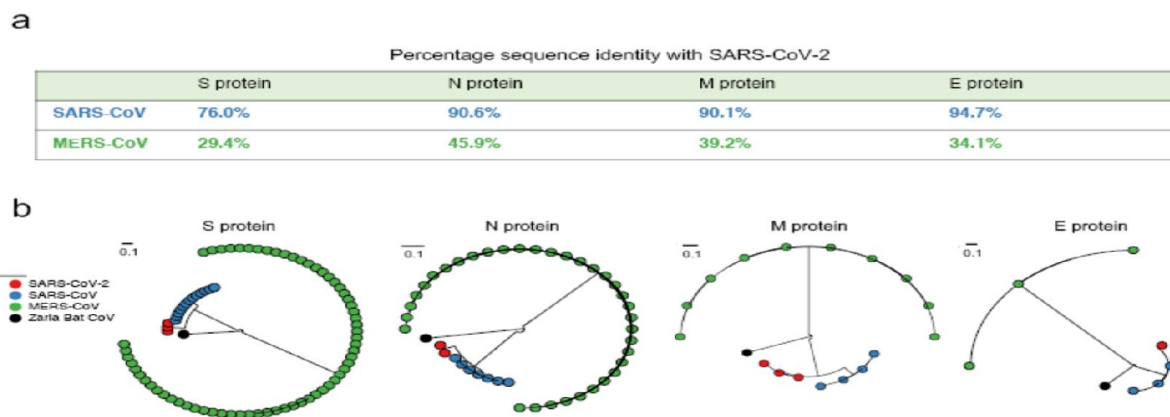 a
Percentage sequence identity with SARS-CoV-2
S protein N protein M protein E protein
SARS-CoV 76.0% 90.6% 90.1% 94.7%
MERS-CoV 29.4% 45.9% 39.2% 34.1%
b
S protein N protein M protein E protein
0.1 0.1 0.1 0.1
SARS-CoV-2
SARS-CoV
MERS-CoV
Zaria Bat CoV